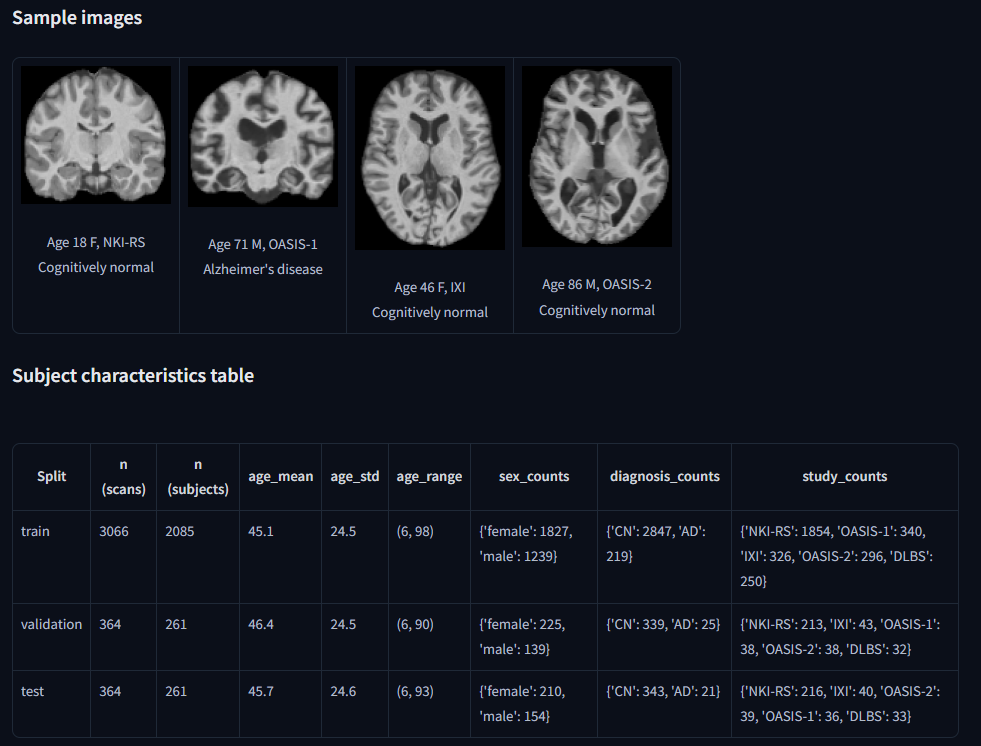 Sample images
Age 18 F, NKI-RS
Cognitively normal
Age 71 M, OASIS-1
Alzheimer's disease
Age 46 F, IXI
Cognitively normal
Age 86 M, OASIS-2
Cognitively normal
Subject characteristics table
Split
n
(scans)
n
(subjects)
age_mean
age_std
age_range
sex_counts
diagnosis_counts
study_counts
train
3066
2085
45.1
24.5
(6, 98)
{'female': 1827,
'male': 1239}
{'CN': 2847, 'AD':
219}
{'NKI-RS': 1854, 'OASIS-1': 340,
'IXI': 326, 'OASIS-2': 296, 'DLBS':
250}
validation
364
261
46.4
24.5
(6, 90)
{'female': 225,
'male': 139}
{'CN': 339, 'AD': 25}
{'NKI-RS': 213, 'IXI': 43, 'OASIS-1':
38, 'OASIS-2': 38, 'DLBS': 32}
test
364
261
45.7
24.6
(6, 93)
{'female': 210,
'male': 154}
{'CN': 343, 'AD': 21}
{'NKI-RS': 216, 'IXI': 40, 'OASIS-2':
39, 'OASIS-1': 36, 'DLBS': 33}